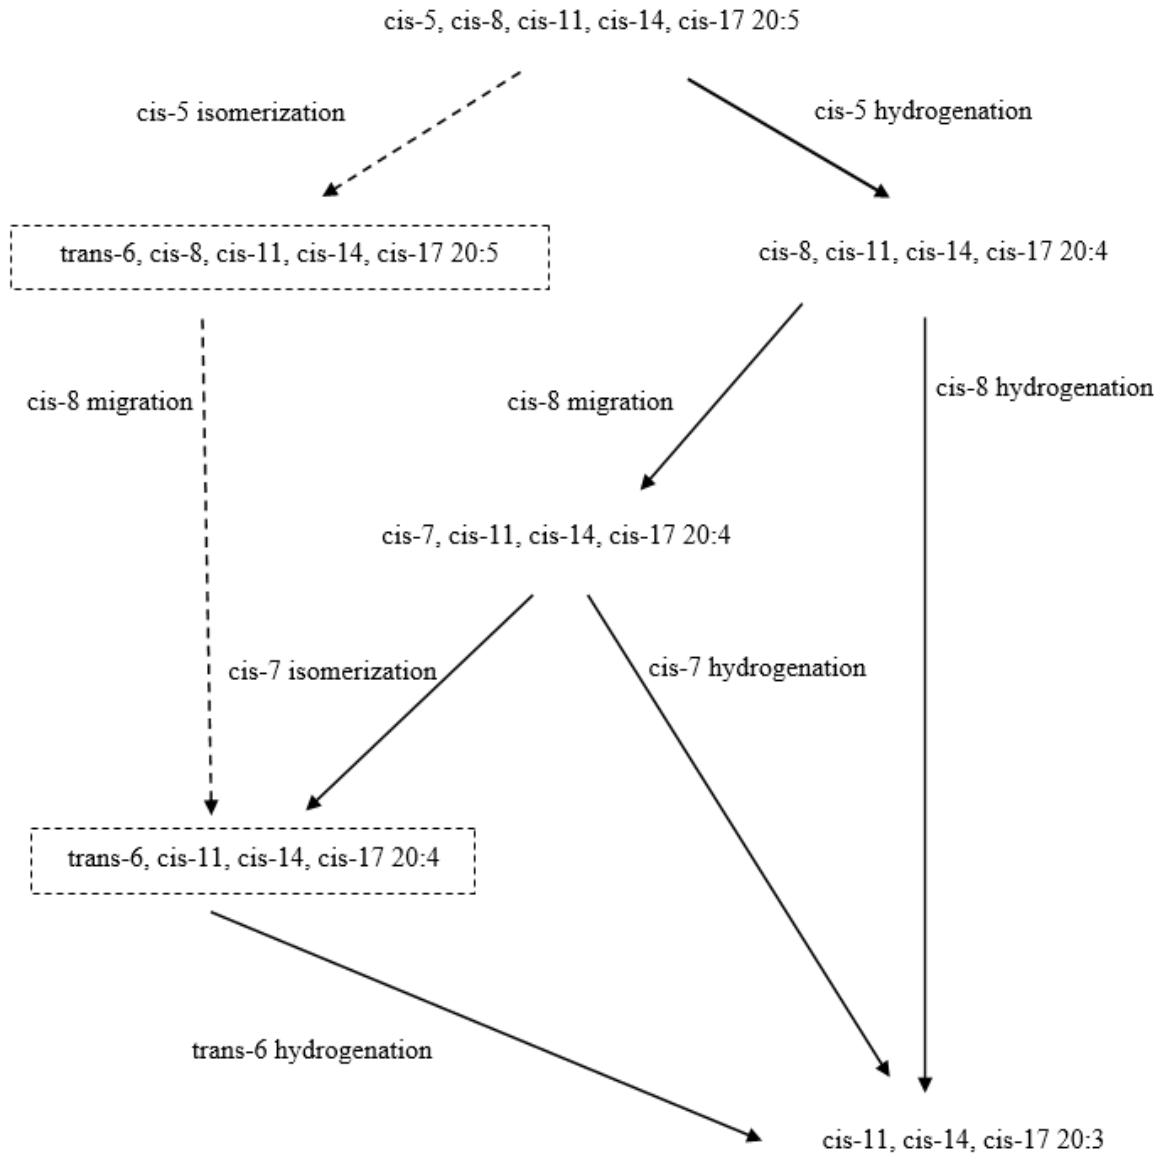 cis-5, cis-8, cis-11, cis-14, cis-17 20:5
cis-5 isomerization
cis-5 hydrogenation
trans-6, cis-8, cis-11, cis-14, cis-17 20:5
cis-8, cis-11, cis-14, cis-17 20:4
cis-8 migration
cis-8 migration
cis-8 hydrogenation
cis-7, cis-11, cis-14, cis-17 20:4
cis-7 isomerization
cis-7 hydrogenation
trans-6, cis-11, cis-14, cis-17 20:4
trans-6 hydrogenation
cis-11, cis-14, cis-17 20:3